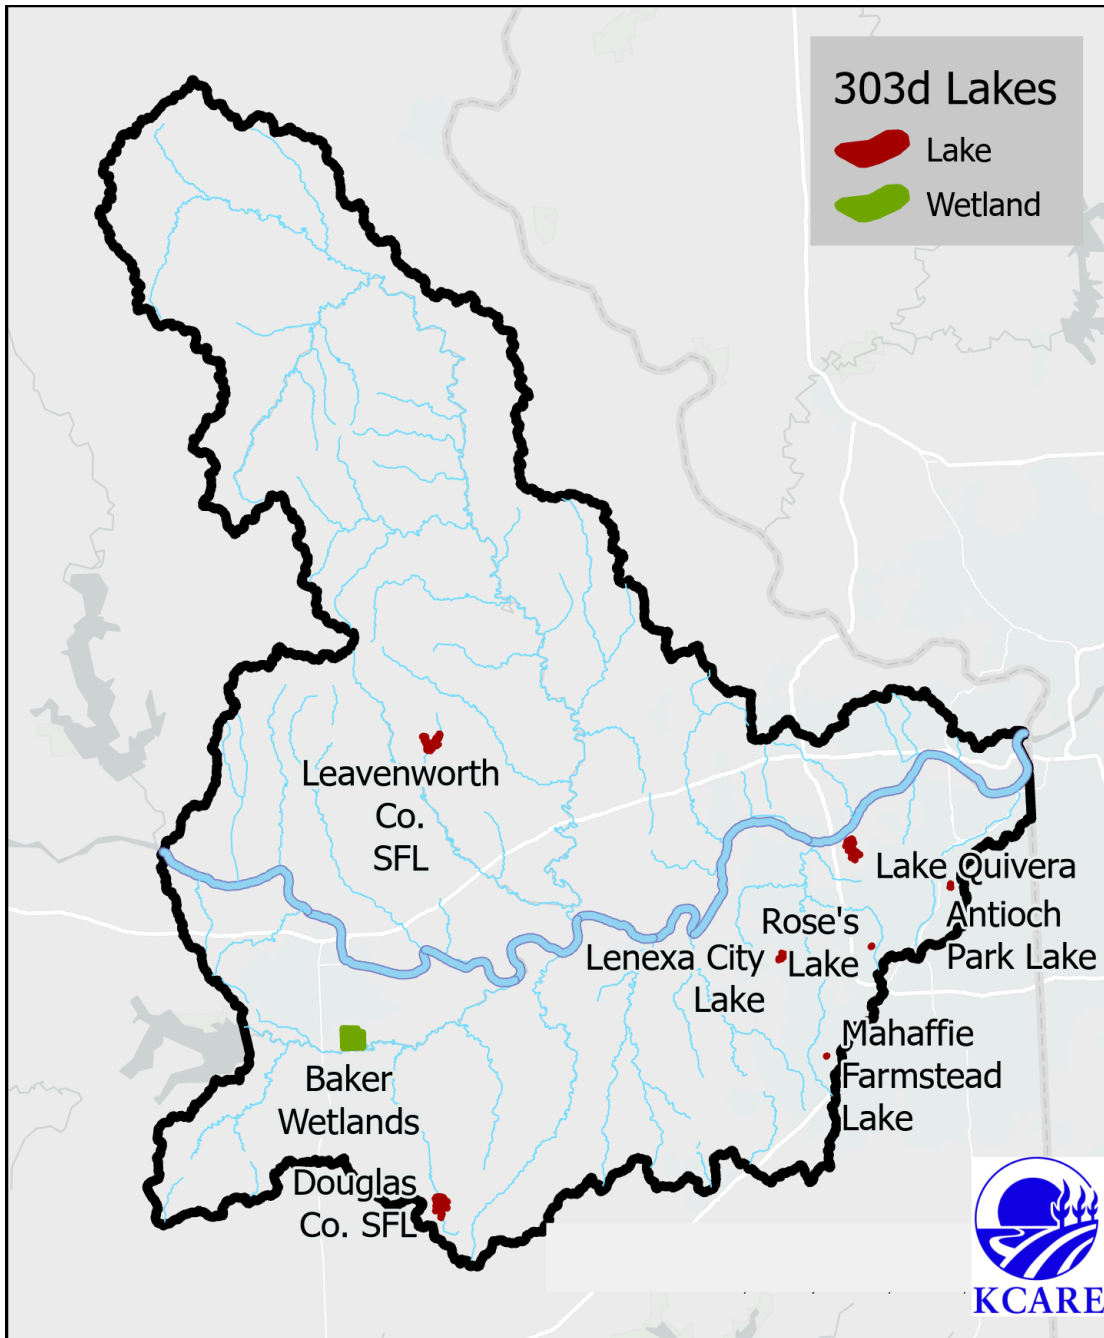 303d Lakes
Lake
Wetland
Leavenworth
Co.
SFL
Lake Quivera
Antioch
Park Lake
Rose's
Lake
Lenexa City
Lake
Mahaffie
Farmstead
Lake
Baker
Wetlands
Douglas
Co. SFL
KCARE